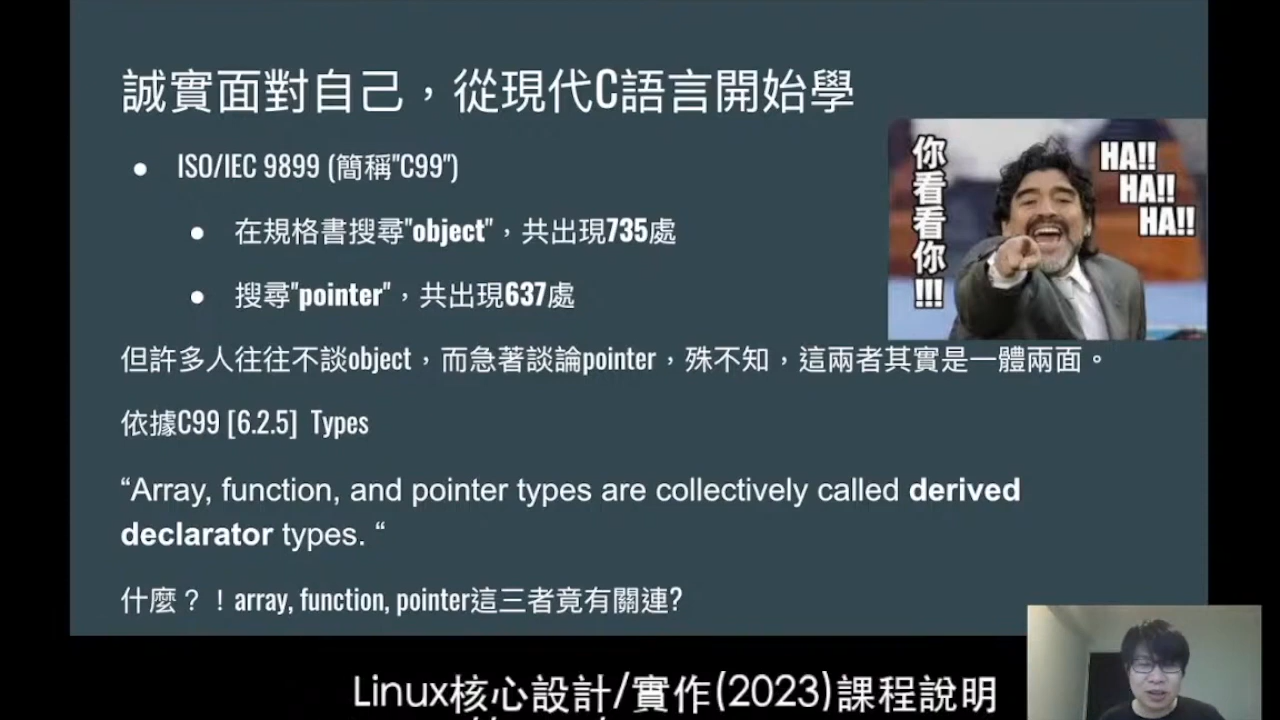 誠實面對自己，從現代C語言開始學
● ISO/IEC 9899 (簡稱"C99")
● 在規格書搜尋"object"，共出現735處
● 搜尋"pointer"，共出現637處
你看看你!!!
HA!!
HA!!
HA!!
但許多人往往不談object，而急著談論pointer，殊不知，這兩者其實是一體兩面。
依據C99 [6.2.5] Types
“Array, function, and pointer types are collectively called derived
declarator types. “
什麼？！array, function, pointer這三者竟有關連?
Linux核心設計/實作(2023)課程說明